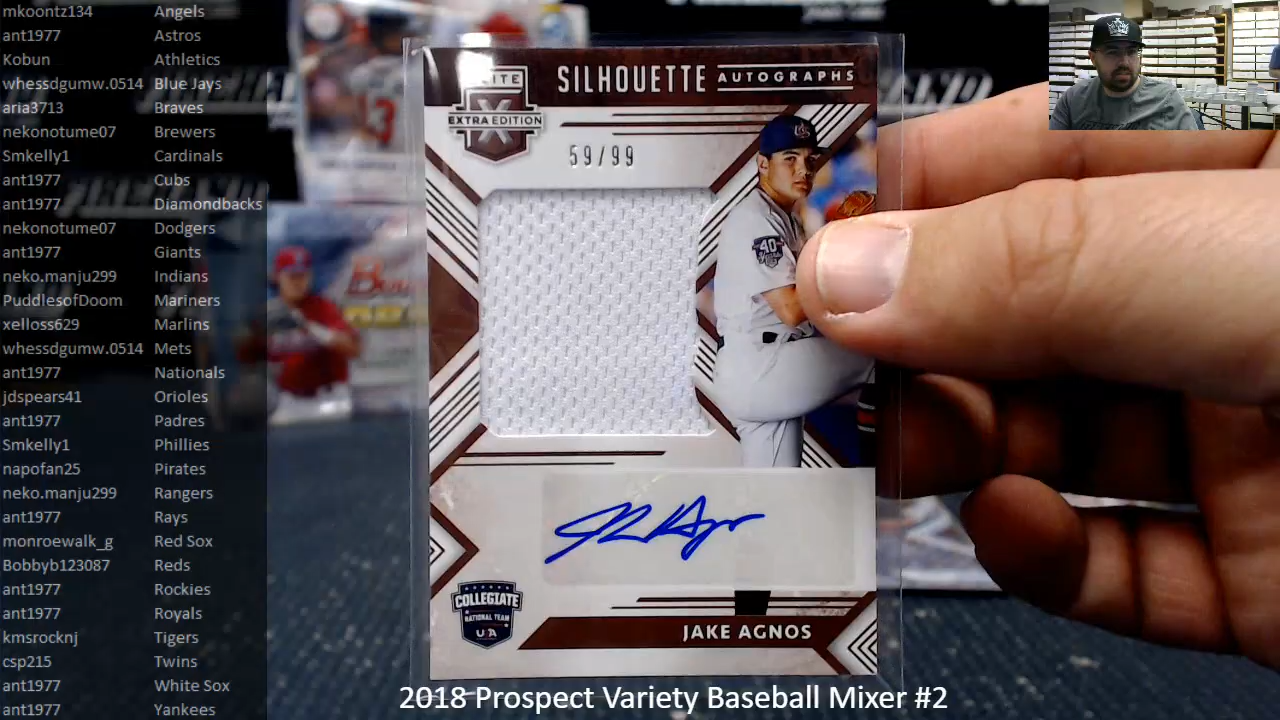 mkoontz134 Angels
ant1977 Astros
Kobun Athletics
whessdgumw.0514 Blue Jays
aria3713 Braves
nekonotume07 Brewers
Smkelly1 Cardinals
ant1977 Cubs
ant1977 Diamondbacks
nekonotume07 Dodgers
ant1977 Giants
neko.manju299 Indians
PuddlesofDoom Mariners
xelloss629 Marlins
whessdgumw.0514 Mets
ant1977 Nationals
jdspears41 Orioles
ant1977 Padres
Smkelly1 Phillies
napofan25 Pirates
neko.manju299 Rangers
ant1977 Rays
monroewalk_g Red Sox
Bobbyb123087 Reds
ant1977 Rockies
ant1977 Royals
kmsrocknj Tigers
csp215 Twins
ant1977 White Sox
ant1977 Yankees
SILHOUETTE AUTOGRAPHS
X
EXTRA EDITION
59/99
40
Years
COLLEGIATE
NATIONAL TEAM
USA
JAKE AGNOS
2018 Prospect Variety Baseball Mixer #2